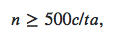 n ≥ 500c/ta,